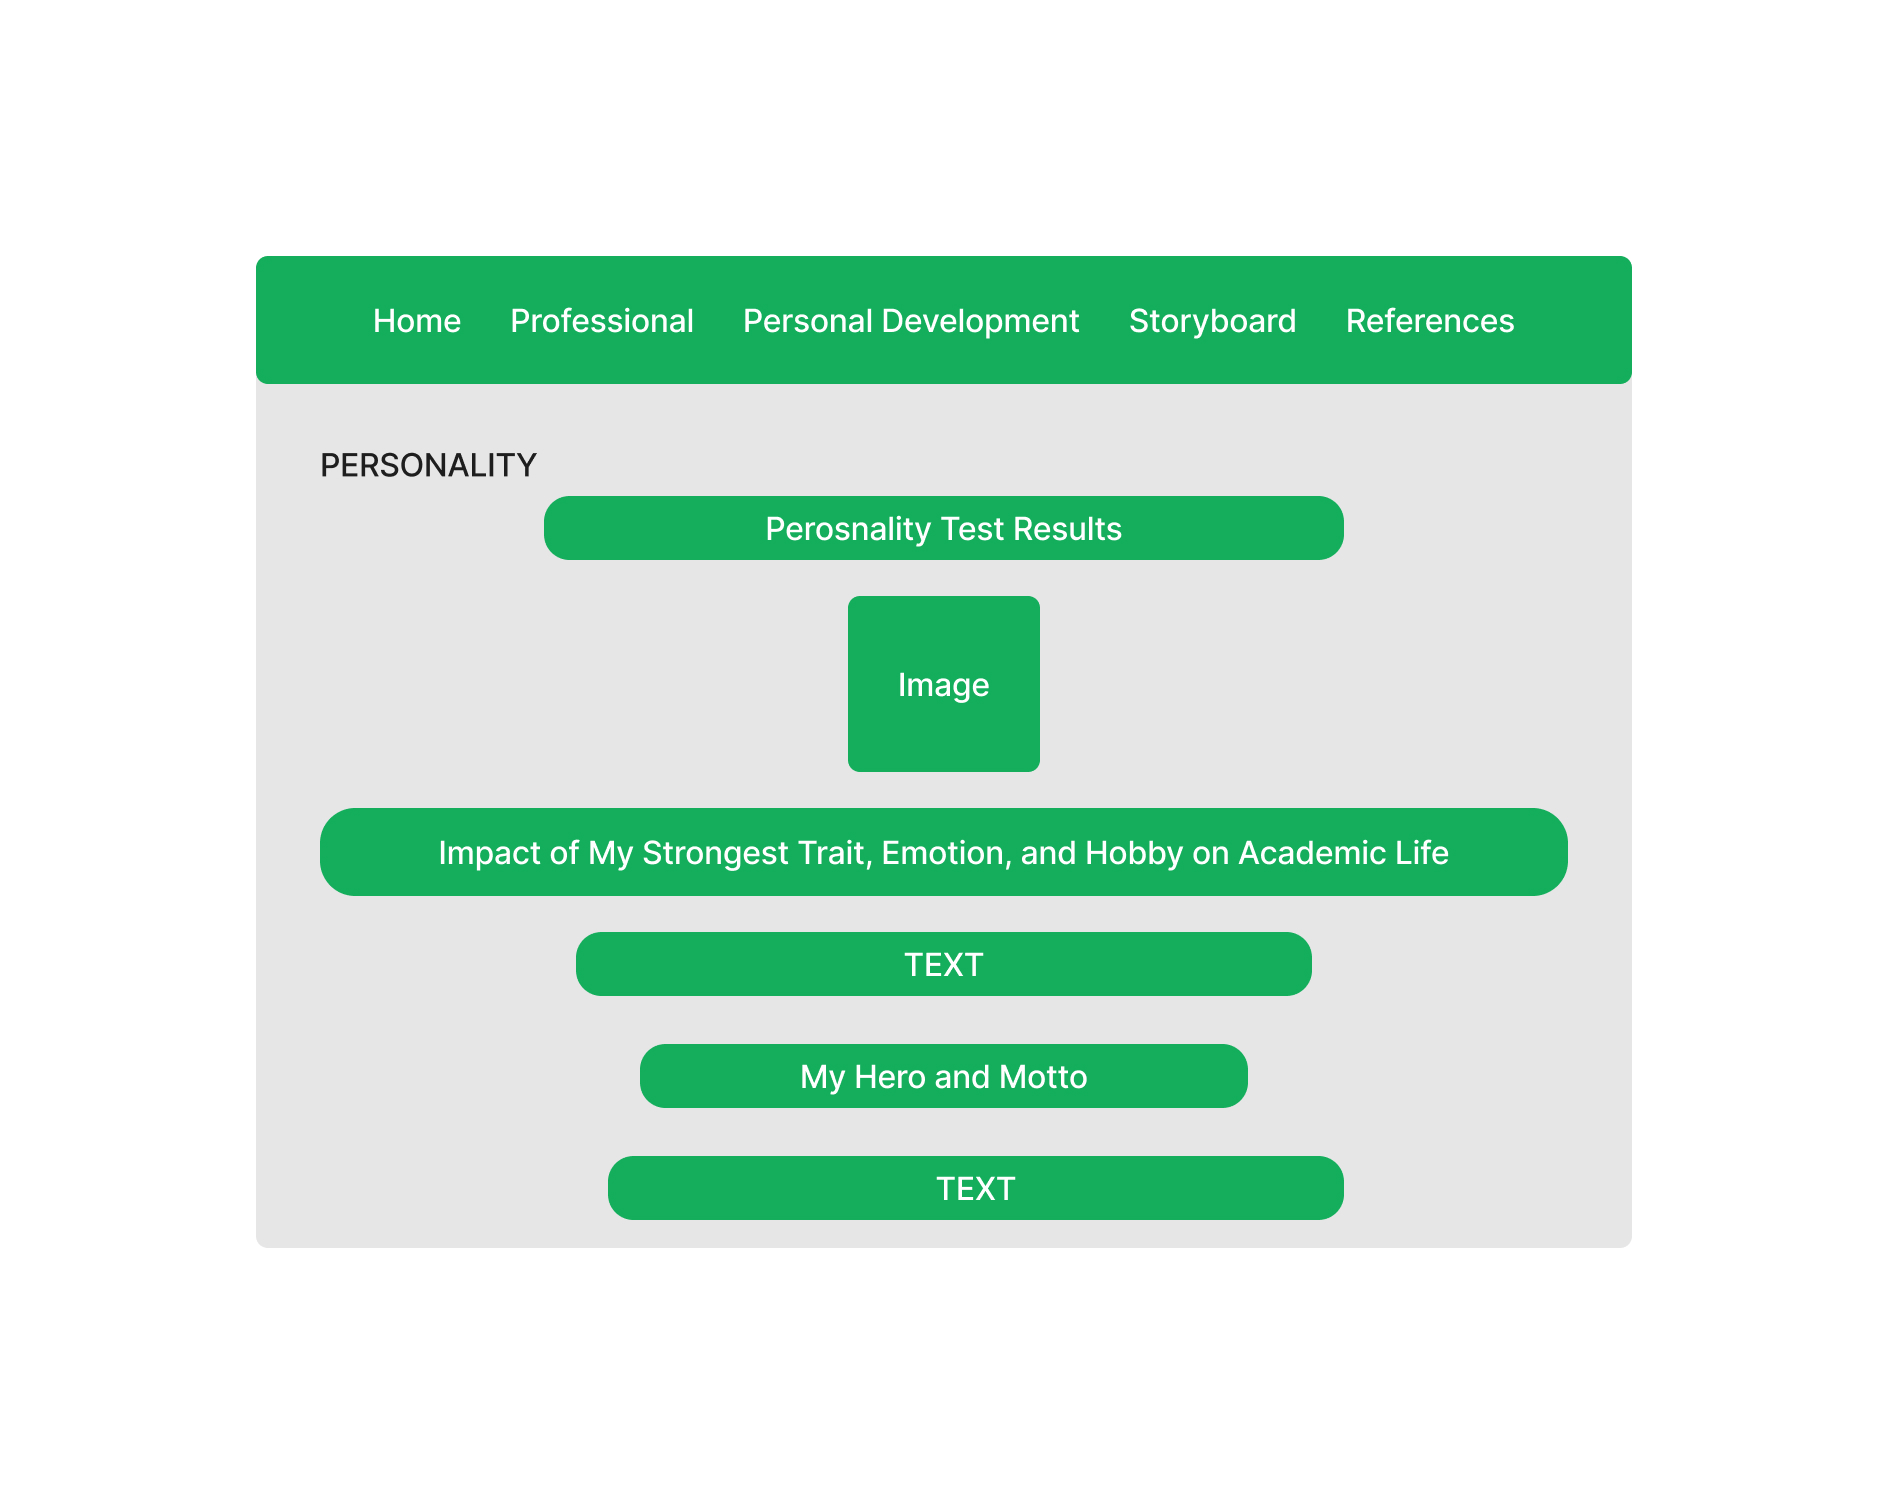 Home Professional Personal Development Storyboard References
PERSONALITY
Perosnality Test Results
Image
Impact of My Strongest Trait, Emotion, and Hobby on Academic Life
TEXT
My Hero and Motto
TEXT